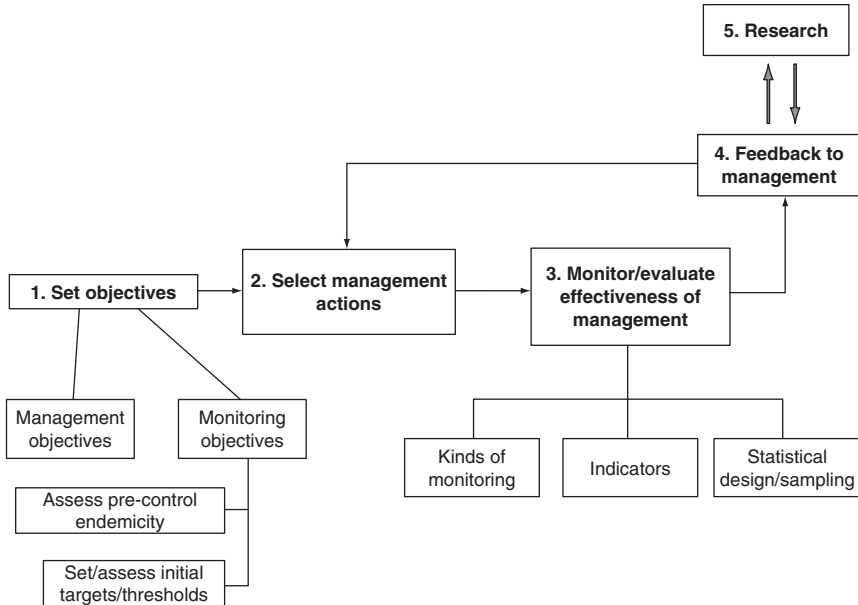 5. Research
4. Feedback to
management
1. Set objectives
2. Select management
actions
3. Monitor/evaluate
effectiveness of
management
Management
objectives
Monitoring
objectives
Assess pre-control
endemicity
Set/assess initial
targets/thresholds
Kinds of
monitoring
Indicators
Statistical
design/sampling